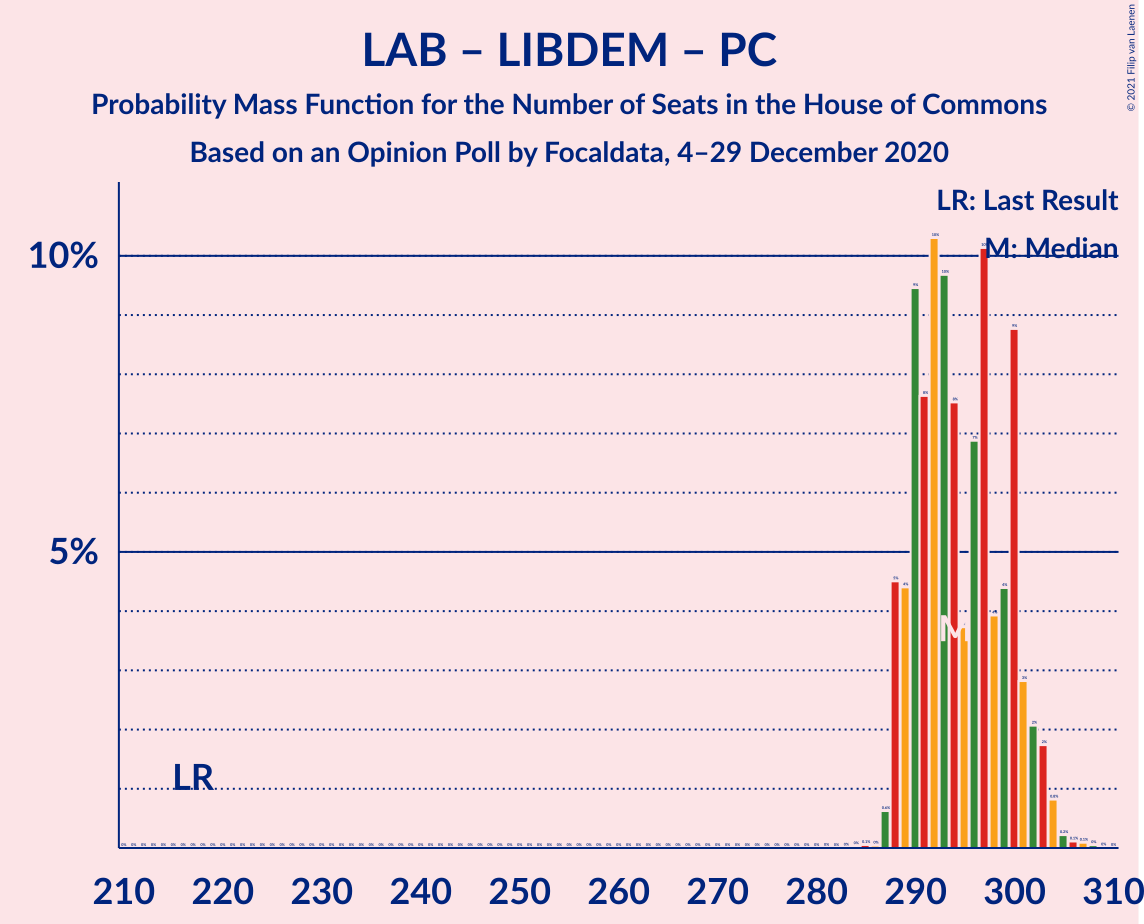 LAB – LIBDEM – PC
Probability Mass Function for the Number of Seats in the House of Commons
Based on an Opinion Poll by Focaldata, 4–29 December 2020
© 2021 Filip van Laenen
LR: Last Result
M: Median
10%
5%
M
LR
210 220 230 240 250 260 270 280 290 300 310